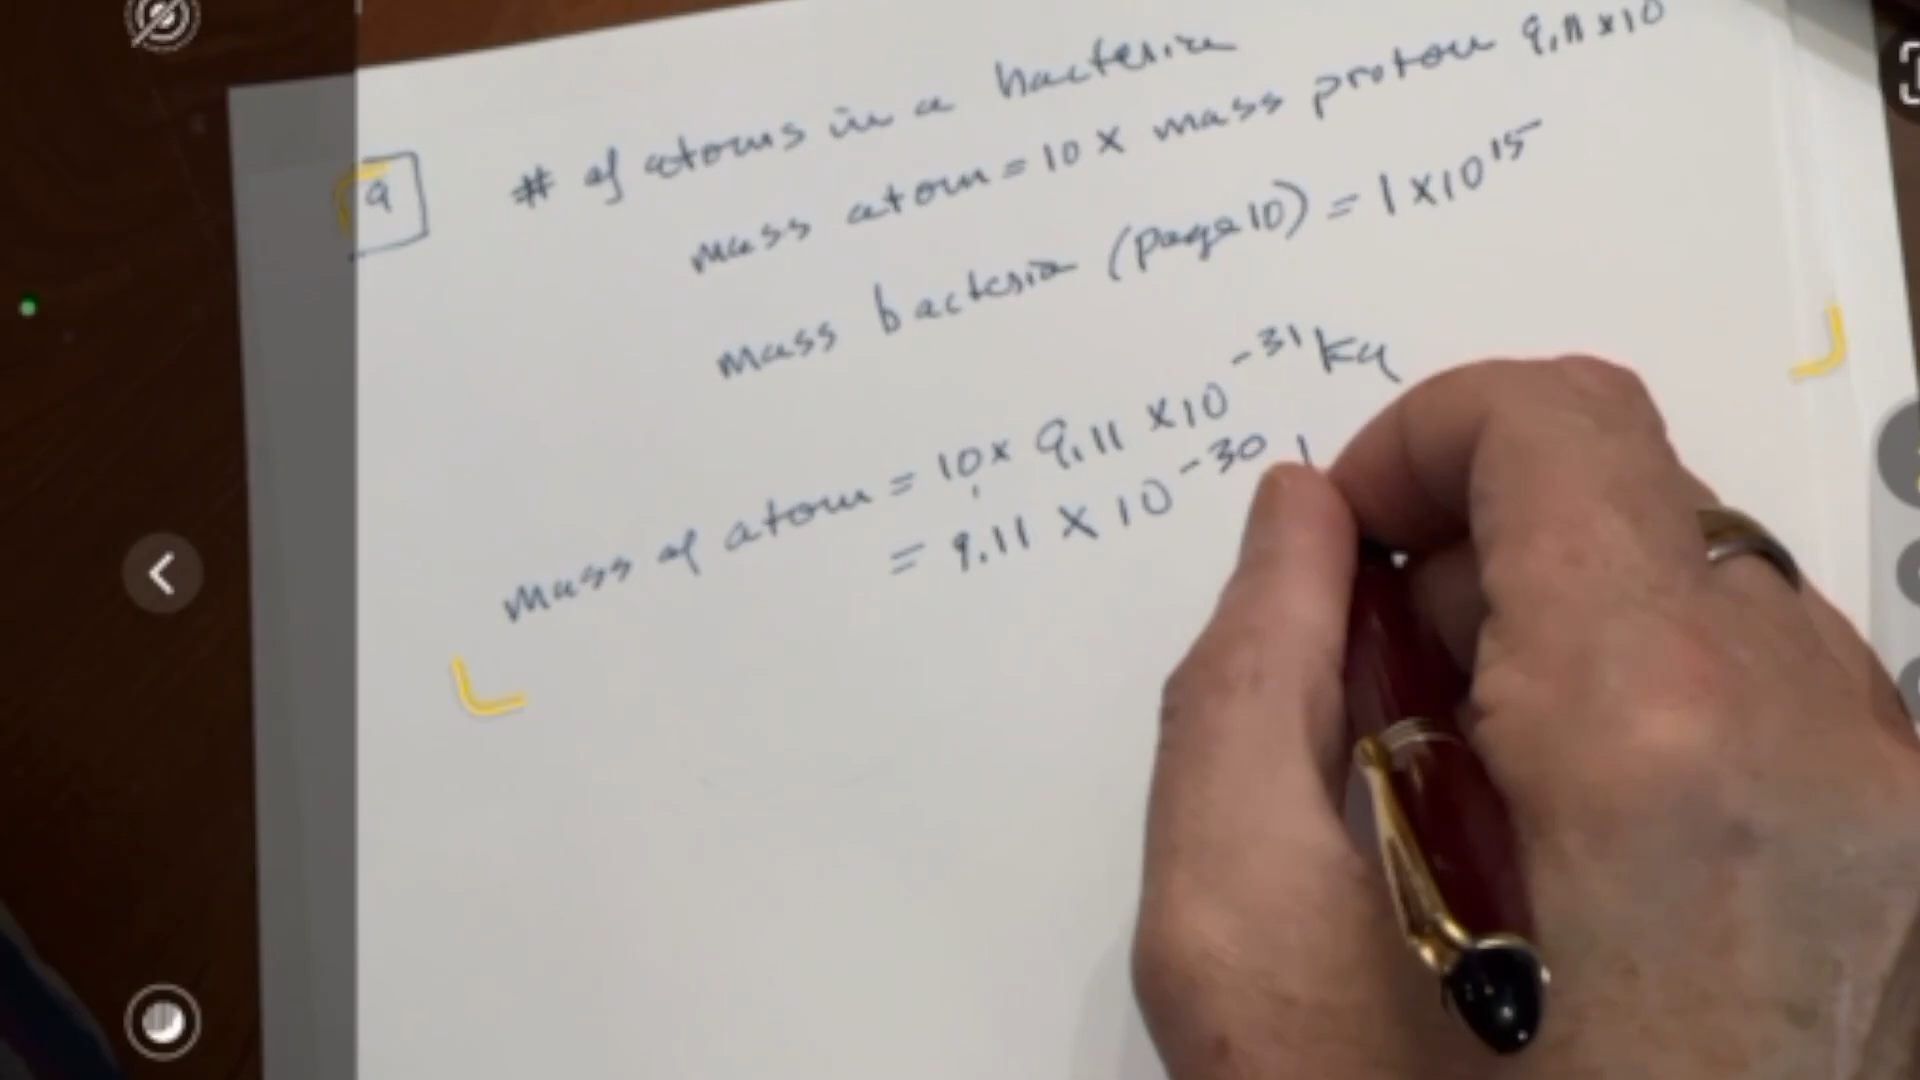 9
# of atoms in a bacteria
mass atom = 10 x mass proton 9.11 x 10
mass bacteria (page 10) = 1 x 10 15
mass of atom = 10 x 9.11 x 10 -31 kg
= 9.11 x 10 -30